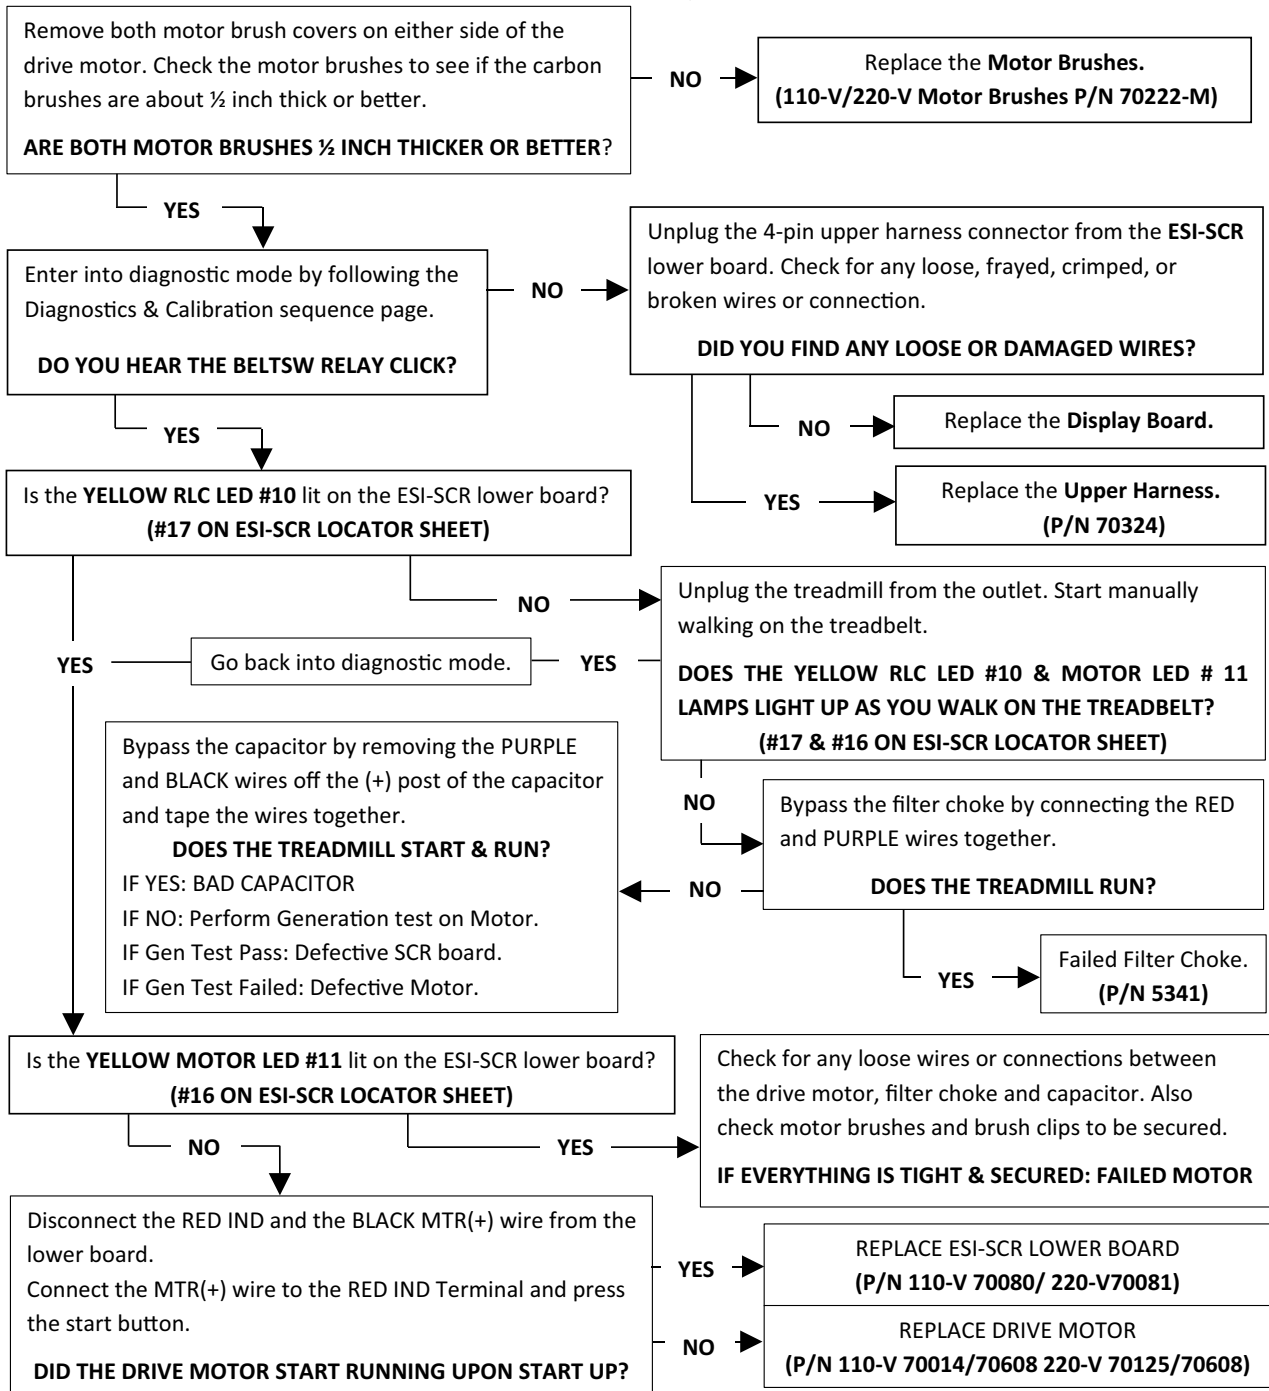 Remove both motor brush covers on either side of the
drive motor. Check the motor brushes to see if the carbon
brushes are about ½ inch thick or better.
ARE BOTH MOTOR BRUSHES ½ INCH THICKER OR BETTER?
NO
Replace the Motor Brushes.
(110-V/220-V Motor Brushes P/N 70222-M)
YES
Enter into diagnostic mode by following the
Diagnostics & Calibration sequence page.
DO YOU HEAR THE BELTSW RELAY CLICK?
NO
Unplug the 4-pin upper harness connector from the ESI-SCR
lower board. Check for any loose, frayed, crimped, or
broken wires or connection.
DID YOU FIND ANY LOOSE OR DAMAGED WIRES?
NO
Replace the Display Board.
YES
Replace the Upper Harness.
(P/N 70324)
YES
Is the YELLOW RLC LED #10 lit on the ESI-SCR lower board?
(#17 ON ESI-SCR LOCATOR SHEET)
NO
Unplug the treadmill from the outlet. Start manually
walking on the treadbelt.
DOES THE YELLOW RLC LED #10 & MOTOR LED # 11
LAMPS LIGHT UP AS YOU WALK ON THE TREADBELT?
(#17 & #16 ON ESI-SCR LOCATOR SHEET)
YES
Go back into diagnostic mode.
YES
NO
Bypass the filter choke by connecting the RED
and PURPLE wires together.
DOES THE TREADMILL RUN?
YES
Failed Filter Choke.
(P/N 5341)
NO
Bypass the capacitor by removing the PURPLE
and BLACK wires off the (+) post of the capacitor
and tape the wires together.
DOES THE TREADMILL START & RUN?
IF YES: BAD CAPACITOR
IF NO: Perform Generation test on Motor.
IF Gen Test Pass: Defective SCR board.
IF Gen Test Failed: Defective Motor.
Is the YELLOW MOTOR LED #11 lit on the ESI-SCR lower board?
(#16 ON ESI-SCR LOCATOR SHEET)
YES
Check for any loose wires or connections between
the drive motor, filter choke and capacitor. Also
check motor brushes and brush clips to be secured.
IF EVERYTHING IS TIGHT & SECURED: FAILED MOTOR
NO
Disconnect the RED IND and the BLACK MTR(+) wire from the
lower board.
Connect the MTR(+) wire to the RED IND Terminal and press
the start button.
DID THE DRIVE MOTOR START RUNNING UPON START UP?
YES
REPLACE ESI-SCR LOWER BOARD
(P/N 110-V 70080/ 220-V70081)
NO
REPLACE DRIVE MOTOR
(P/N 110-V 70014/70608 220-V 70125/70608)